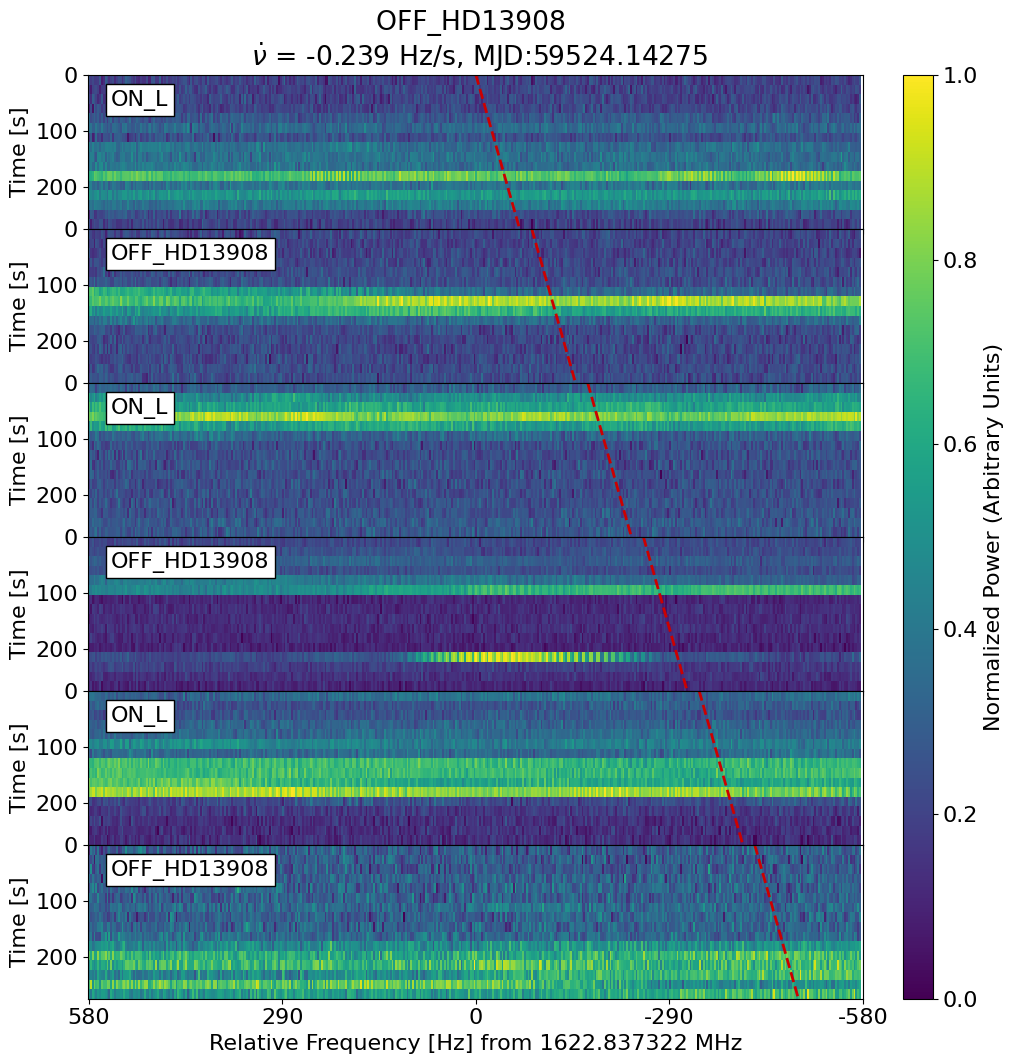 OFF_HD13908
ν̇ = -0.239 Hz/s, MJD:59524.14275
0
ON_L
100
200
Time [s]
0
OFF_HD13908
100
200
Time [s]
0
ON_L
100
200
Time [s]
0
OFF_HD13908
100
200
Time [s]
0
ON_L
100
200
Time [s]
0
OFF_HD13908
100
200
Time [s]
580 290 0 -290 -580
Relative Frequency [Hz] from 1622.837322 MHz
1.0
0.8
0.6
0.4
0.2
0.0
Normalized Power (Arbitrary Units)